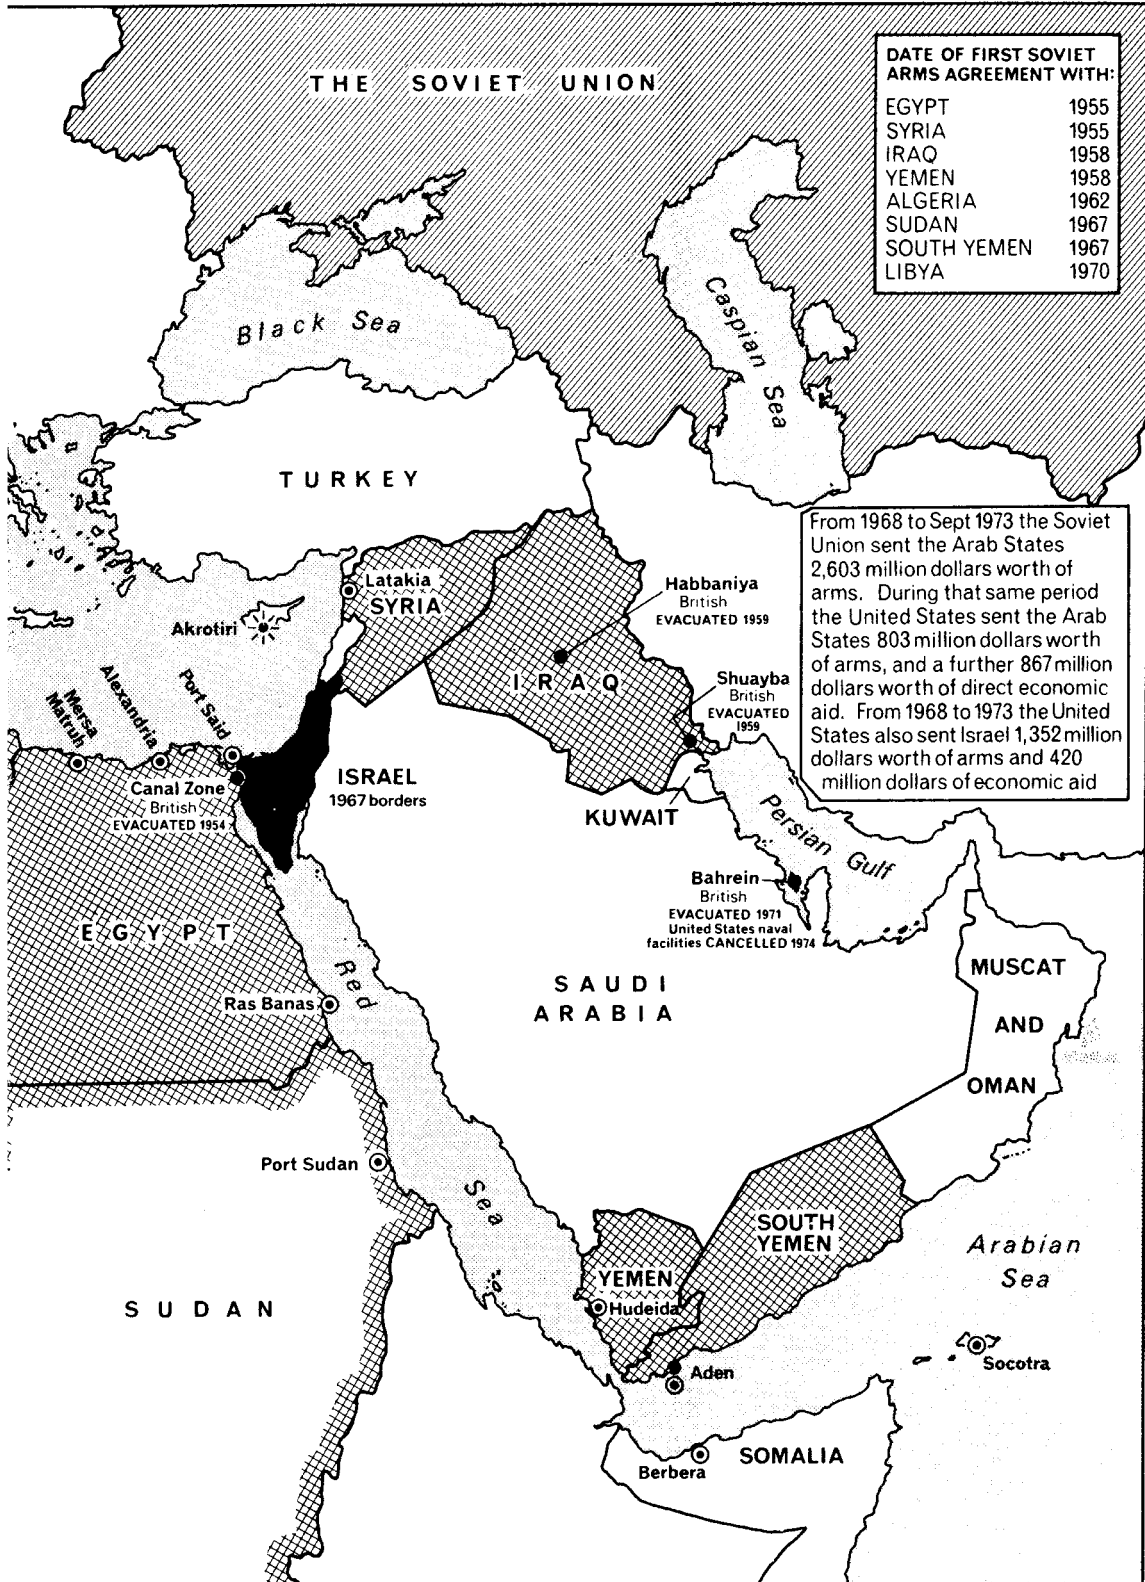 THE SOVIET UNION
DATE OF FIRST SOVIET
ARMS AGREEMENT WITH:
EGYPT 1955
SYRIA 1955
IRAQ 1958
YEMEN 1958
ALGERIA 1962
SUDAN 1967
SOUTH YEMEN 1967
LIBYA 1970
Black Sea
Caspian Sea
TURKEY
From 1968 to Sept 1973 the Soviet
Union sent the Arab States
2,603 million dollars worth of
arms. During that same period
the United States sent the Arab
States 803 million dollars worth
of arms, and a further 867 million
dollars worth of direct economic
aid. From 1968 to 1973 the United
States also sent Israel 1,352 million
dollars worth of arms and 420
million dollars of economic aid
Latakia
SYRIA
Habbaniya
British
EVACUATED 1959
Akrotiri
IRAQ
Shuayba
British
EVACUATED
1959
Mersa
Matruh
Alexandria
Port Said
Canal Zone
British
EVACUATED 1954
ISRAEL
1967 borders
KUWAIT
Persian Gulf
Bahrein
British
EVACUATED 1971
United States naval
facilities CANCELLED 1974
EGYPT
Red
Sea
Ras Banas
SAUDI
ARABIA
MUSCAT
AND
OMAN
Port Sudan
SOUTH
YEMEN
Arabian
Sea
YEMEN
Hudeida
SUDAN
Aden
Socotra
Berbera
SOMALIA